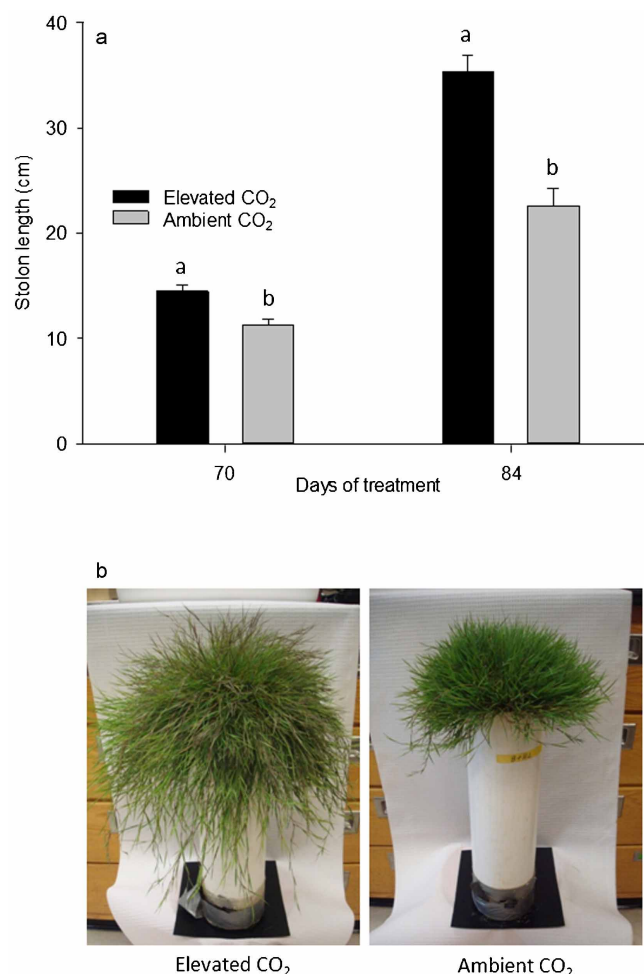 a
40
a
30
b
Elevated CO₂
Ambient CO₂
Stolon length (cm)
20
a
b
10
0
70
84
Days of treatment
b
Elevated CO₂
Ambient CO₂